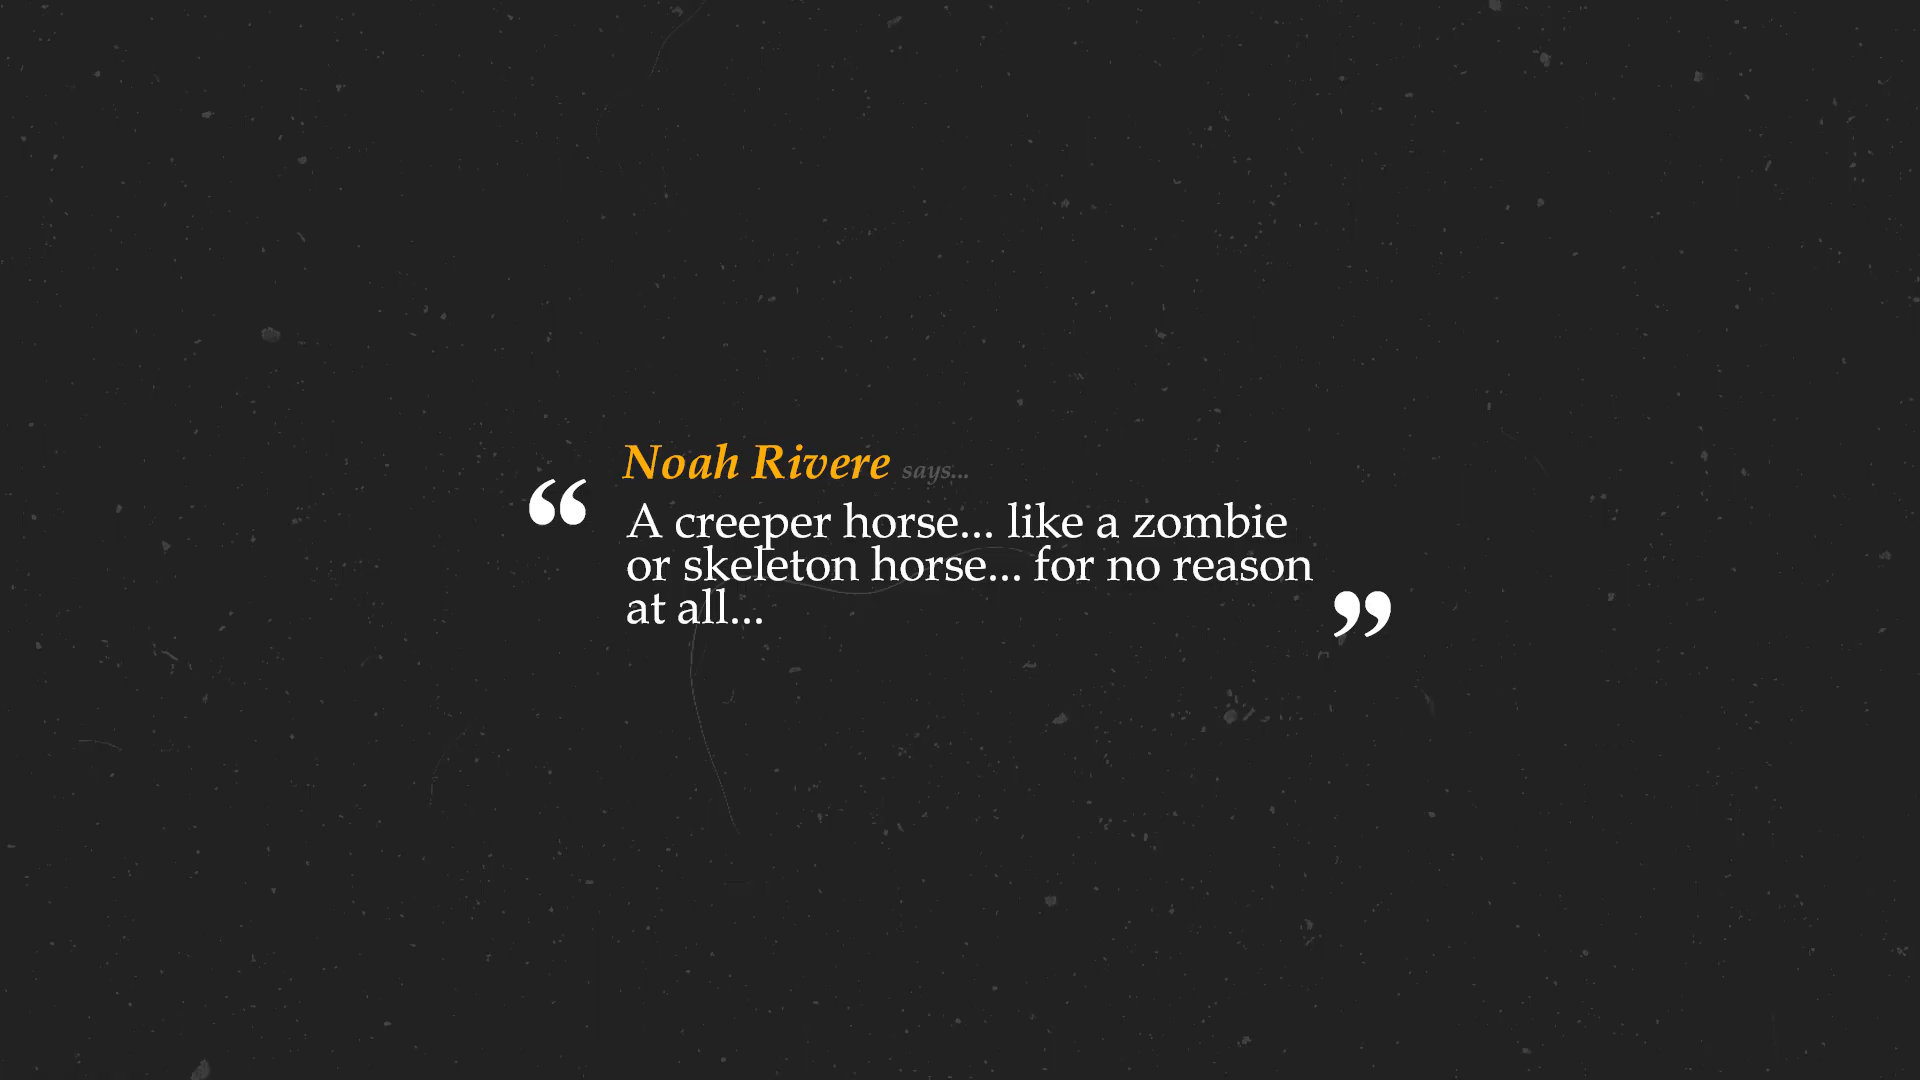 Noah Rivere says...
“A creeper horse... like a zombie
or skeleton horse... for no reason
at all...”